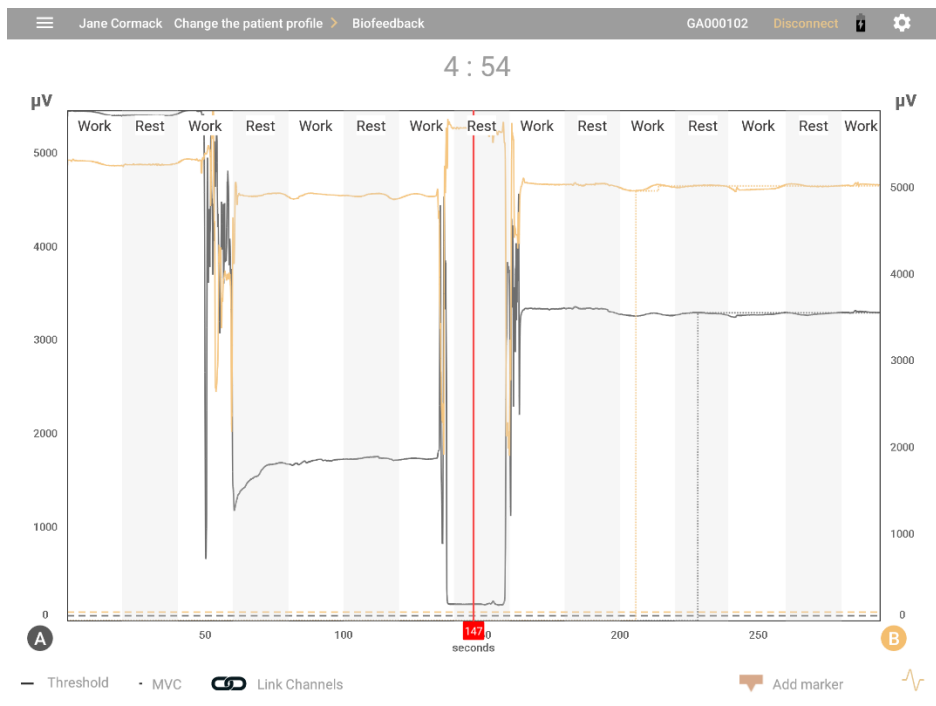 Jane Cormack Change the patient profile > Biofeedback GA000102 Disconnect
4 : 54
µV µV
Work Rest Work Rest Work Rest Work Rest Work Rest Work Rest Work Rest Work
5000
5000
4000
4000
3000
3000
2000
2000
1000
1000
0 0
A 50 100 147 0 200 250 B
seconds
Threshold MVC Link Channels Add marker